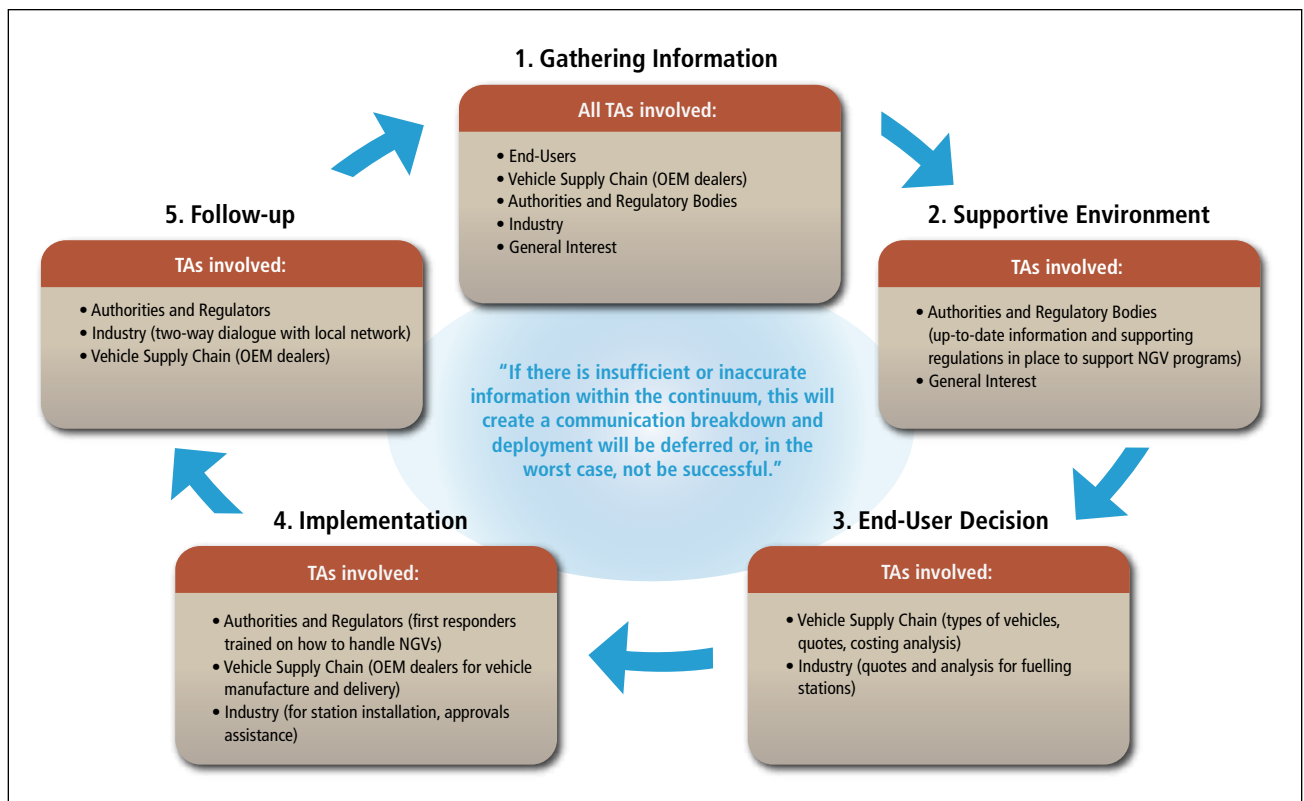 1. Gathering Information
All TAs involved:
• End-Users
• Vehicle Supply Chain (OEM dealers)
• Authorities and Regulatory Bodies
• Industry
• General Interest
2. Supportive Environment
TAs involved:
• Authorities and Regulatory Bodies
(up-to-date information and supporting
regulations in place to support NGV programs)
• General Interest
3. End-User Decision
TAs involved:
• Vehicle Supply Chain (types of vehicles,
quotes, costing analysis)
• Industry (quotes and analysis for fuelling
stations)
4. Implementation
TAs involved:
• Authorities and Regulators (first responders
trained on how to handle NGVs)
• Vehicle Supply Chain (OEM dealers for vehicle
manufacture and delivery)
• Industry (for station installation, approvals
assistance)
5. Follow-up
TAs involved:
• Authorities and Regulators
• Industry (two-way dialogue with local network)
• Vehicle Supply Chain (OEM dealers)
"If there is insufficient or inaccurate
information within the continuum, this will
create a communication breakdown and
deployment will be deferred or, in the
worst case, not be successful."